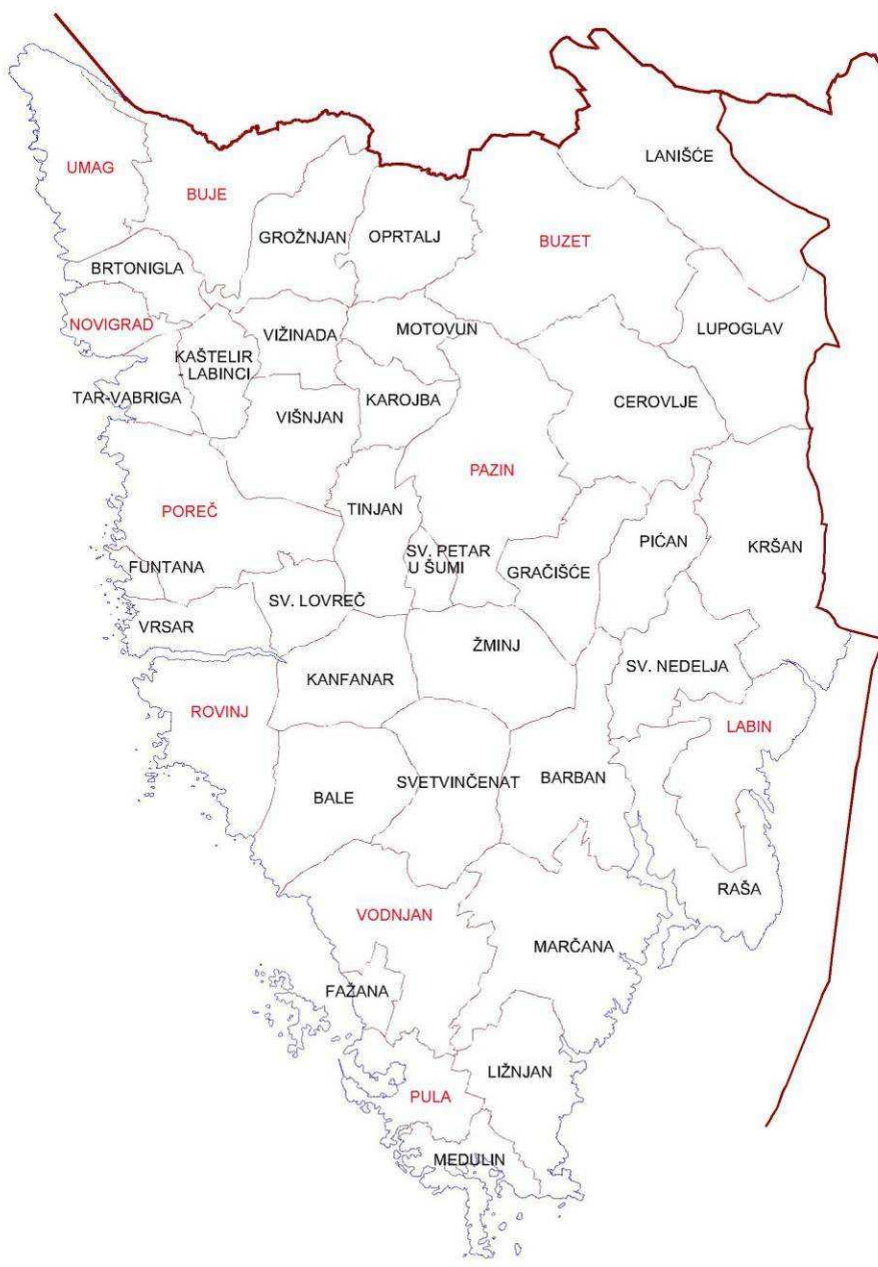 LANIŠĆE
UMAG
BUJE
GROŽNJAN
OPRTALJ
BUZET
BRTONIGLA
NOVIGRAD
VIŽINADA
MOTOVUN
LUPOGLAV
KAŠTELIR
- LABINCI
TAR-VABRIGA
KAROJBA
CEROVLJE
VIŠNJAN
PAZIN
POREČ
TINJAN
PIĆAN
KRŠAN
SV. PETAR
U ŠUMI
FUNTANA
GRAČIŠĆE
SV. LOVREČ
VRSAR
ŽMINJ
SV. NEDELJA
KANFANAR
ROVINJ
LABIN
SVETVINČENAT
BARBAN
BALE
RAŠA
VODNJAN
MARČANA
FAŽANA
LIŽNJAN
PULA
MEDULIN